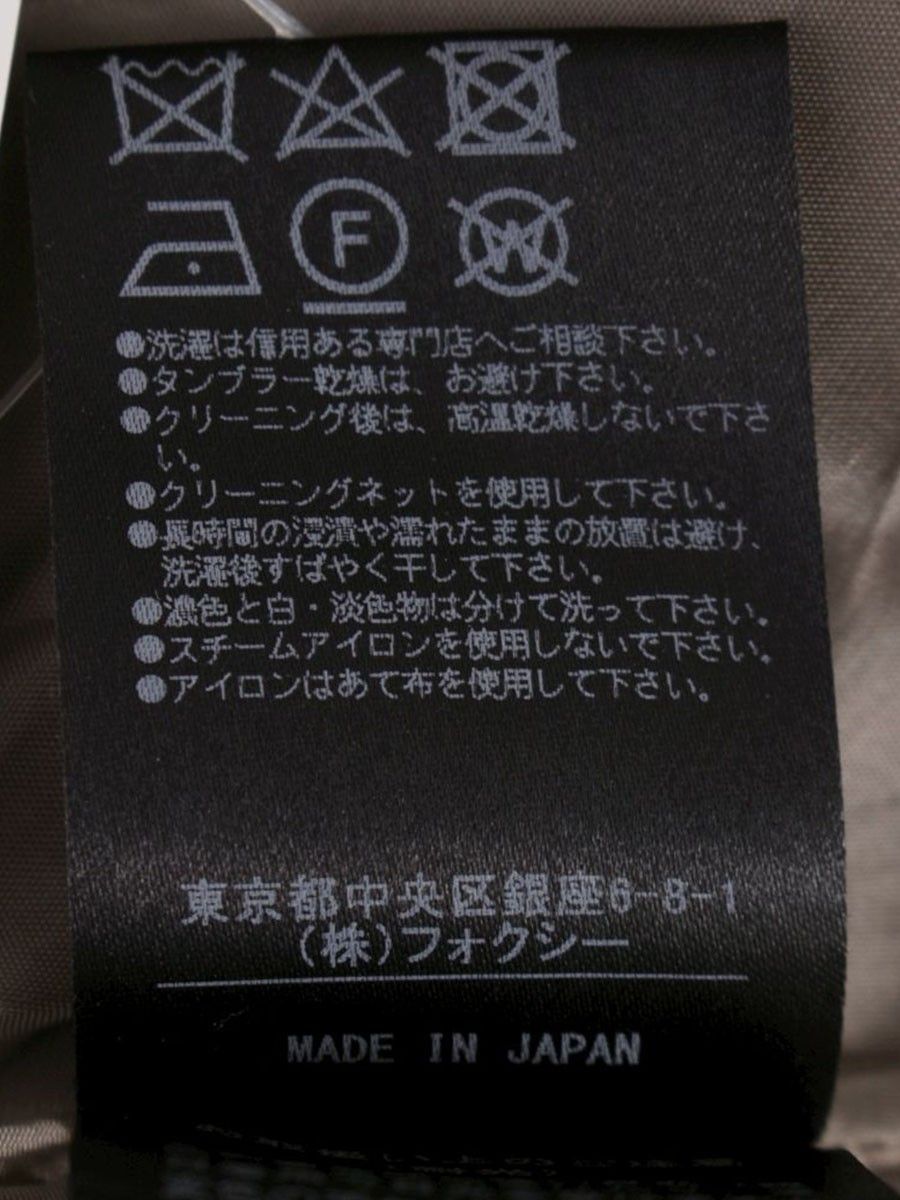 F
W
●洗濯は信用ある専門店へご相談下さい。
●タンブラー乾燥は、お避け下さい。
●クリーニング後は、高温乾燥しないで下さ
い。
●クリーニングネットを使用して下さい。
●長時間の浸漬や濡れたままの放置は避け、
洗濯後すばやく干して下さい。
●濃色と白・淡色物は分けて洗って下さい。
●スチームアイロンを使用しないで下さい。
●アイロンはあて布を使用して下さい。
東京都中央区銀座6-8-1
(株)フォクシー
MADE IN JAPAN